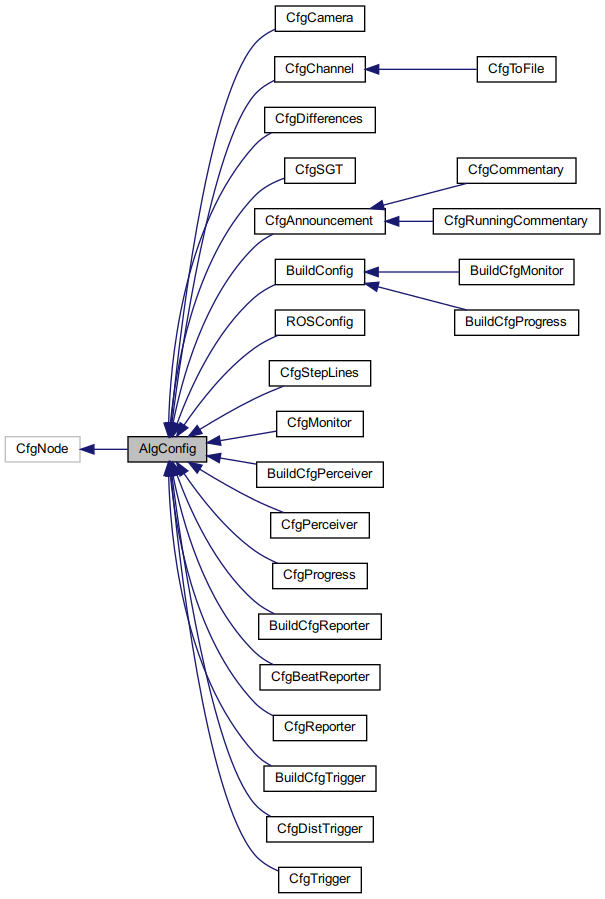 CfgCamera
CfgChannel
CfgToFile
CfgDifferences
CfgSGT
CfgCommentary
CfgAnnouncement
CfgRunningCommentary
BuildConfig
BuildCfgMonitor
BuildCfgProgress
ROSConfig
CfgStepLines
CfgMonitor
CfgNode
AlgConfig
BuildCfgPerceiver
CfgPerceiver
CfgProgress
BuildCfgReporter
CfgBeatReporter
CfgReporter
BuildCfgTrigger
CfgDistTrigger
CfgTrigger